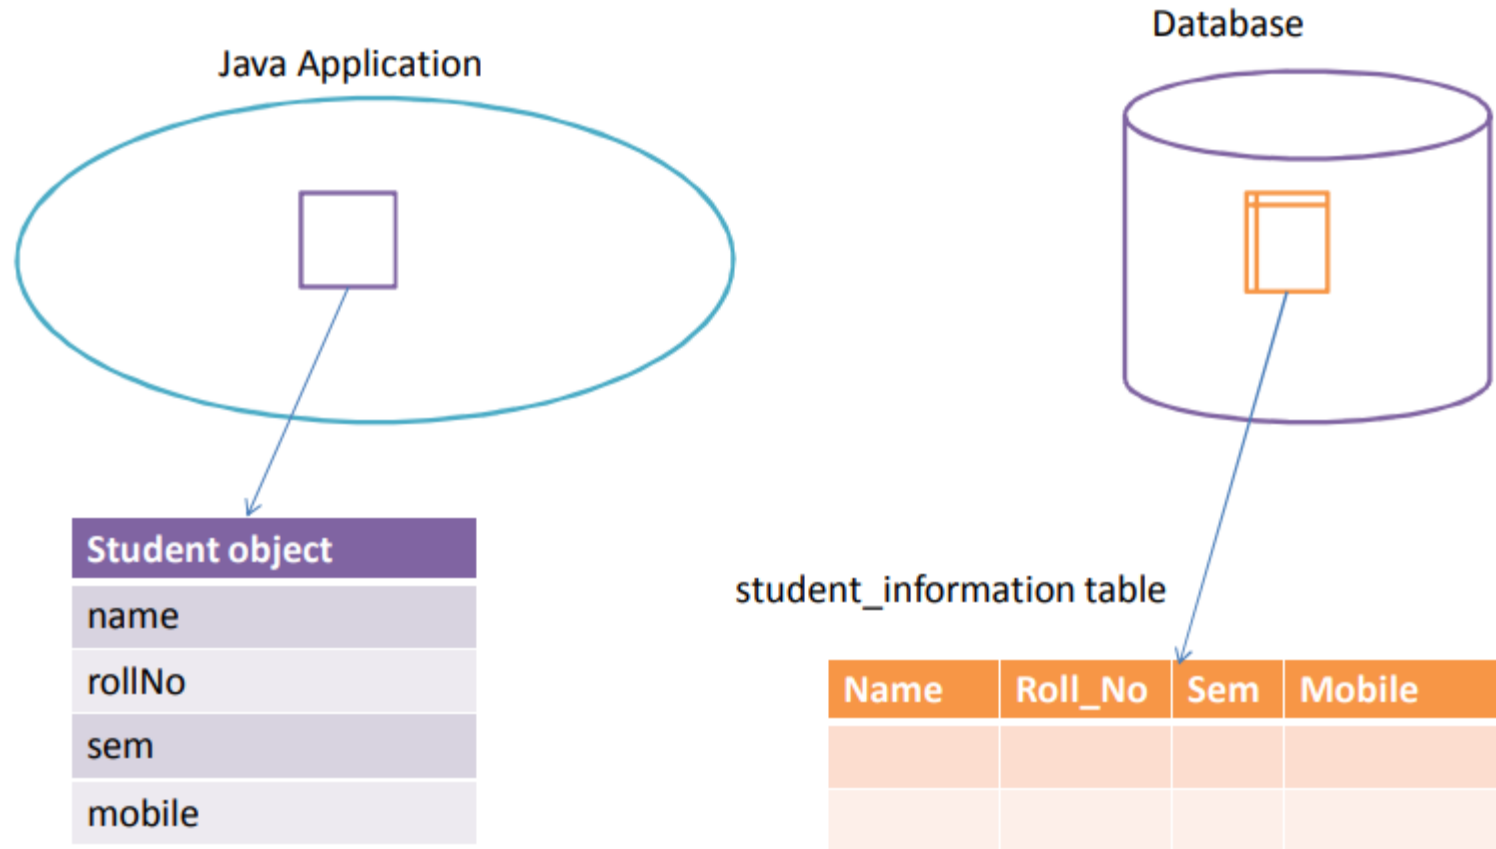 Java Application
Database
Student object
name
rollNo
sem
mobile
student_information table
Name Roll_No Sem Mobile